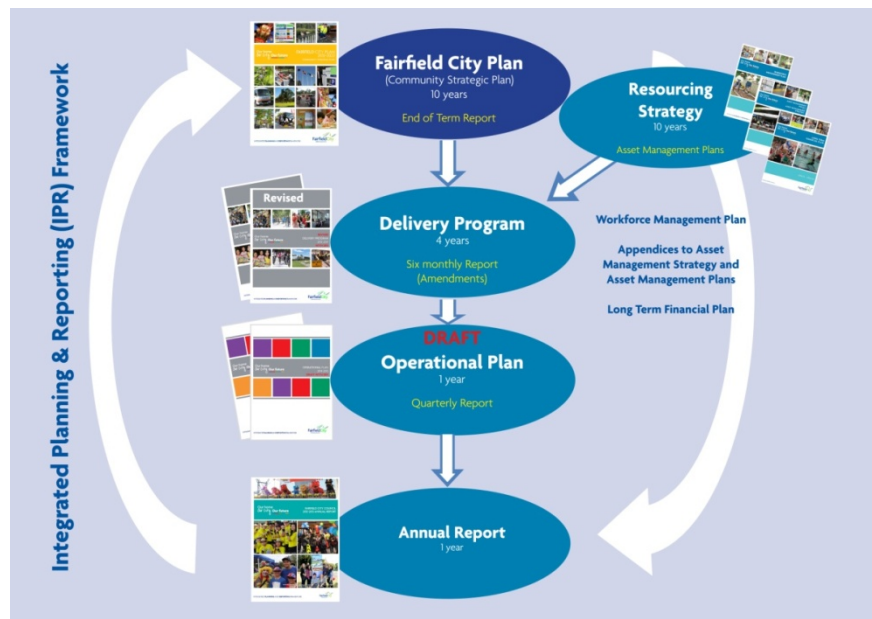 Integrated Planning & Reporting (IPR) Framework
Fairfield City Plan
(Community Strategic Plan)
10 years
End of Term Report
Resourcing
Strategy
10 years
Asset Management Plans
Revised
Delivery Program
4 years
Six monthly Report
(Amendments)
Workforce Management Plan
Appendices to Asset
Management Strategy and
Asset Management Plans
Long Term Financial Plan
DRAFT
Operational Plan
1 year
Quarterly Report
Annual Report
1 year